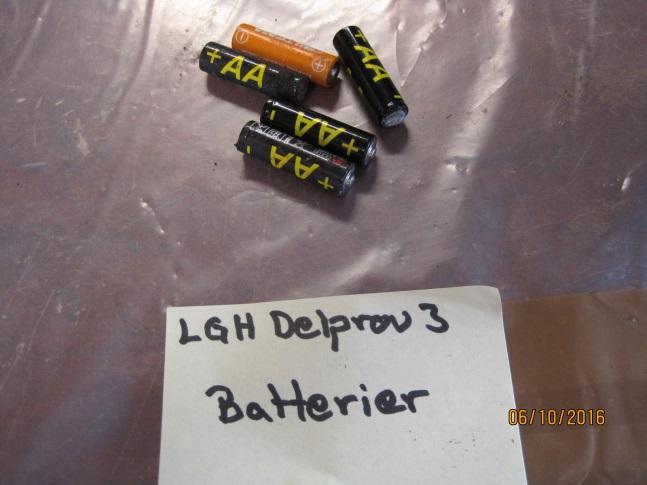 + AA
+ AA -
+ AA -
+ AA -
LGH Delprov 3
Batterier
06/10/2016